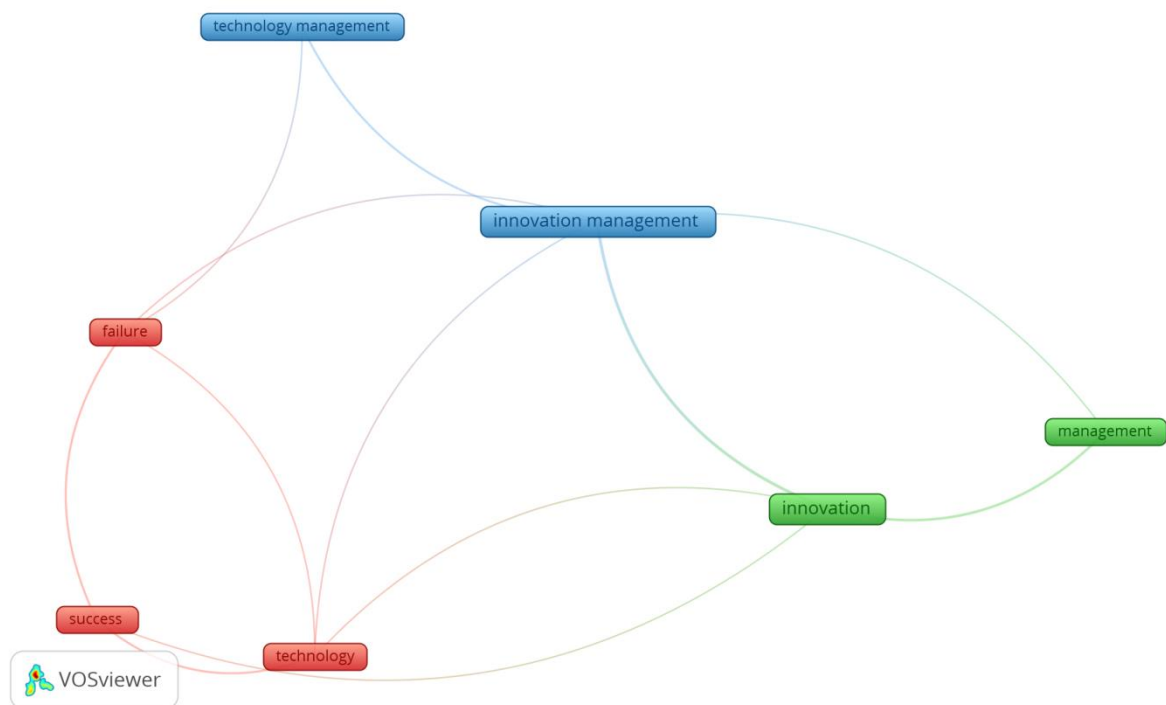 technology management
innovation management
failure
management
innovation
success
technology
VOSviewer